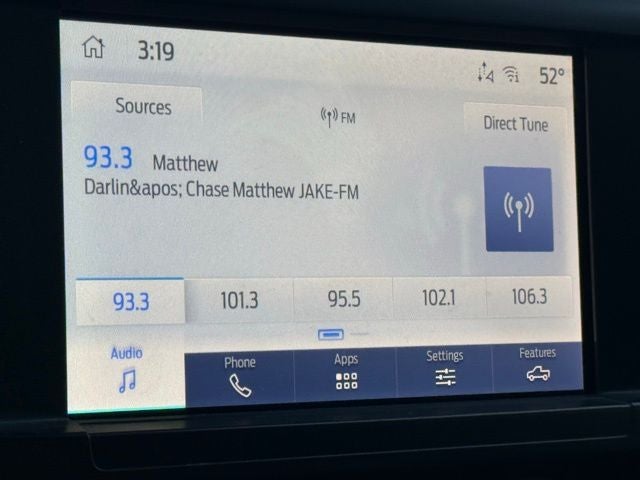 3:19
52°
Sources
FM
Direct Tune
93.3 Matthew
Darlin&apos; Chase Matthew JAKE-FM
93.3
101.3
95.5
102.1
106.3
Audio
Phone
Apps
Settings
Features